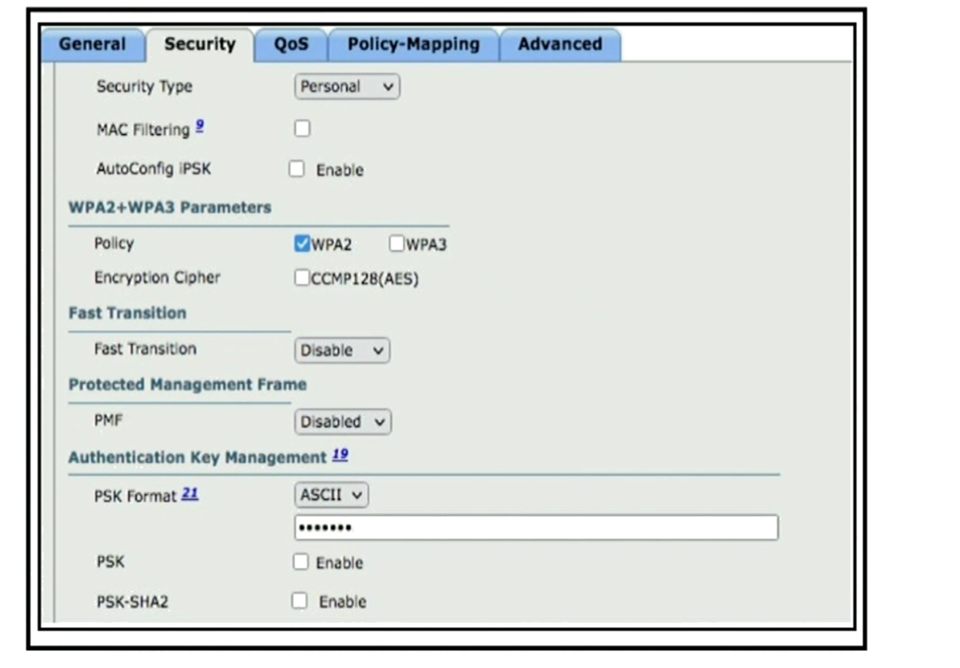 General Security QoS Policy-Mapping Advanced
Security Type Personal
MAC Filtering 9
AutoConfig iPSK Enable
WPA2+WPA3 Parameters
Policy WPA2 WPA3
Encryption Cipher CCMP128(AES)
Fast Transition
Fast Transition Disable
Protected Management Frame
PMF Disabled
Authentication Key Management 19
PSK Format 21 ASCII
•••••••
PSK Enable
PSK-SHA2 Enable